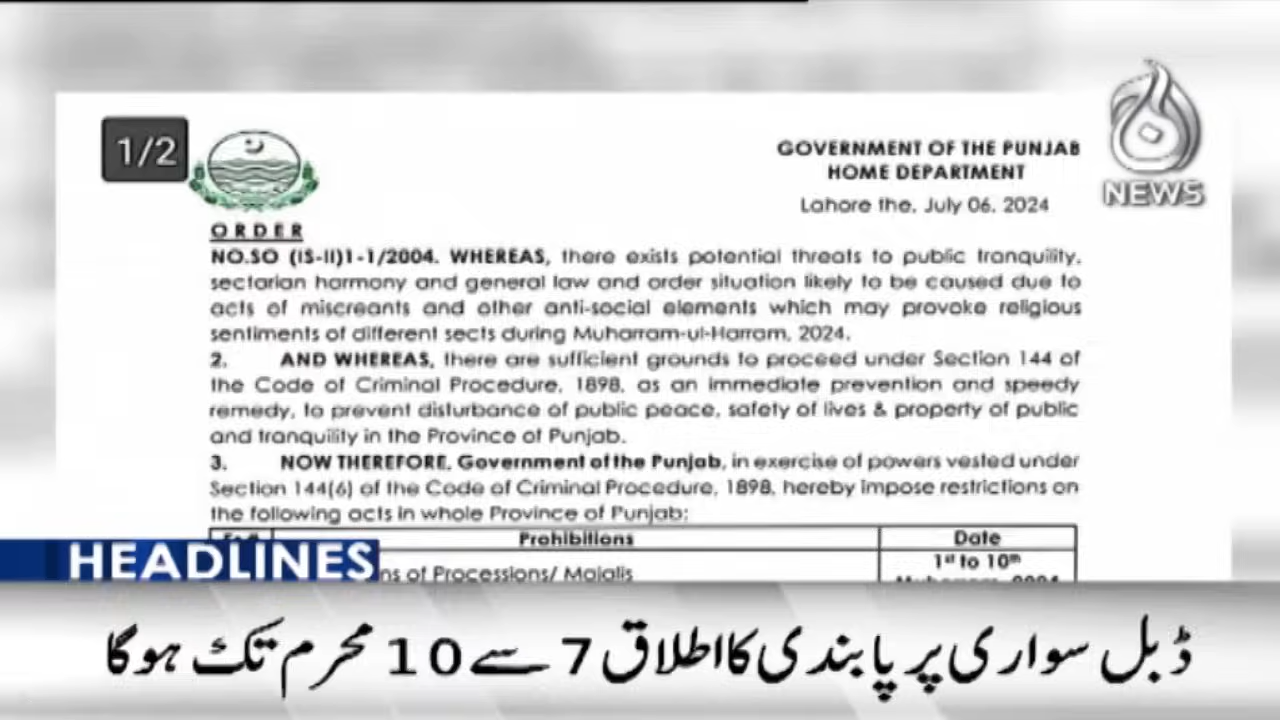 1/2
GOVERNMENT OF THE PUNJAB
HOME DEPARTMENT
Lahore the, July 06, 2024
NEWS
ORDER
NO.SO (IS-II)1-1/2004. WHEREAS, there exists potential threats to public tranquility,
sectarian harmony and general law and order situation likely to be caused due to
acts of miscreants and other anti-social elements which may provoke religious
sentiments of different sects during Muharram-ul-Harram, 2024.
2. AND WHEREAS, there are sufficient grounds to proceed under Section 144 of
the Code of Criminal Procedure, 1898, as an immediate prevention and speedy
remedy, to prevent disturbance of public peace, safety of lives & property of public
and tranquility in the Province of Punjab.
3. NOW THEREFORE, Government of the Punjab, in exercise of powers vested under
Section 144(6) of the Code of Criminal Procedure, 1898, hereby impose restrictions on
the following acts in whole Province of Punjab:
Prohibitions Date
of Processions/ Majalis 1st to 10th
HEADLINES
ڈبل سواری پر پابندی کا اطلاق 7 سے 10 محرم تک ہوگا